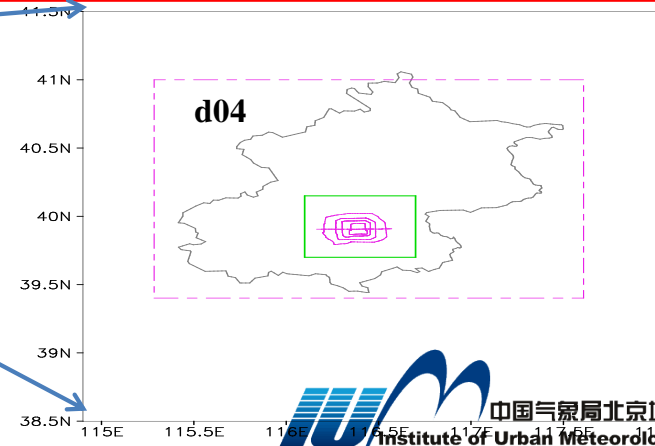 41.5N
41N
d04
40.5N
40N
39.5N
39N
38.5N
115E 115.5E 116E 116.5E 117E 117.5E
中国气象局北京
Institute of Urban Meteorol